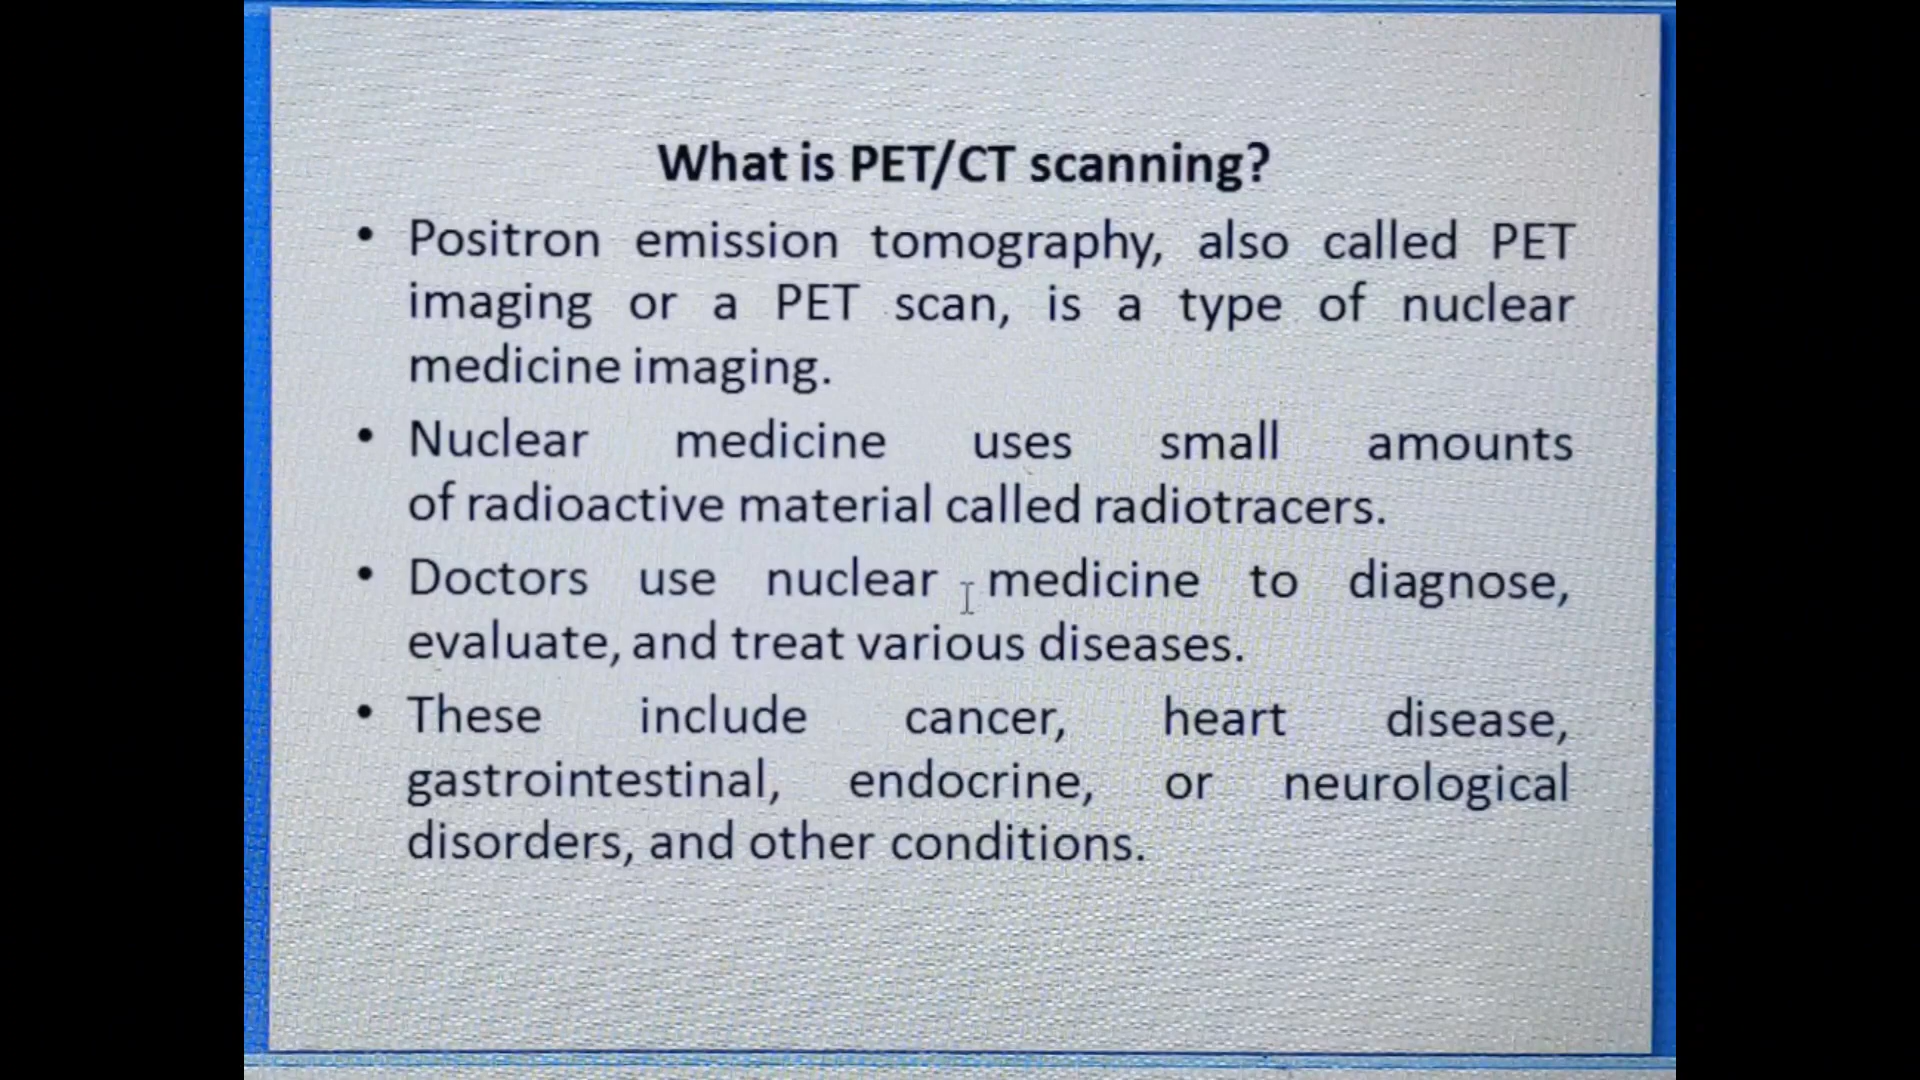 What is PET/CT scanning?
• Positron emission tomography, also called PET
imaging or a PET scan, is a type of nuclear
medicine imaging.
• Nuclear medicine uses small amounts
of radioactive material called radiotracers.
• Doctors use nuclear medicine to diagnose,
evaluate, and treat various diseases.
• These include cancer, heart disease,
gastrointestinal, endocrine, or neurological
disorders, and other conditions.